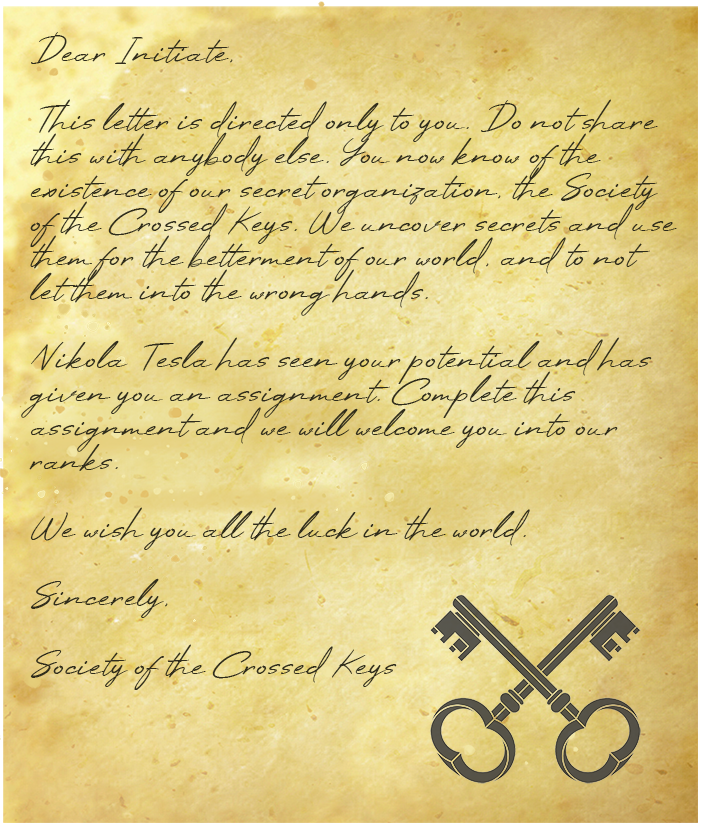 Dear Initiate,
This letter is directed only to you. Do not share
this with anybody else. You now know of the
existence of our secret organization, the Society
of the Crossed Keys. We uncover secrets and use
them for the betterment of our world, and to not
let them into the wrong hands.
Nikola Tesla has seen your potential and has
given you an assignment. Complete this
assignment and we will welcome you into our
ranks.
We wish you all the luck in the world.
Sincerely,
Society of the Crossed Keys